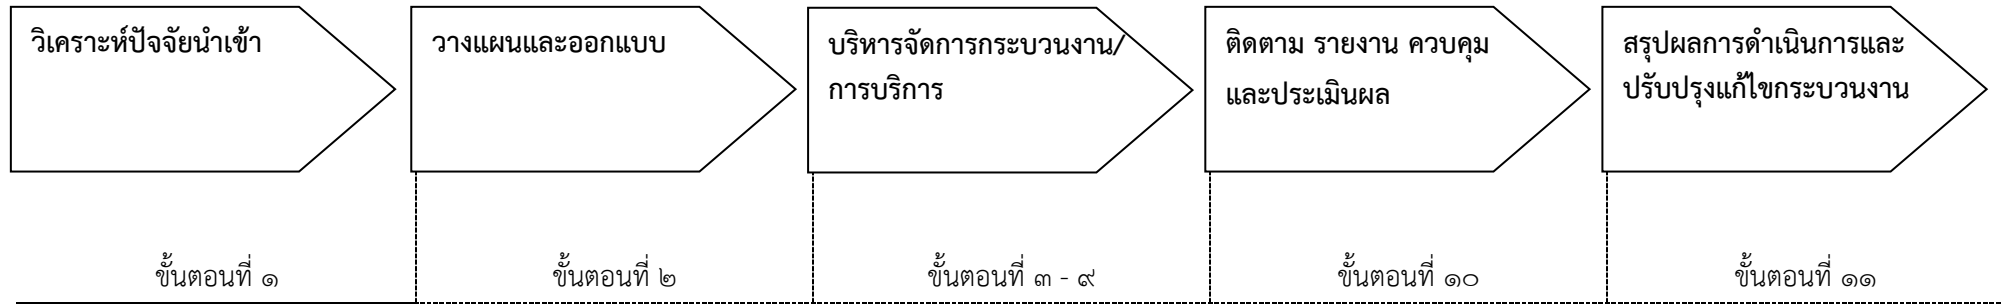 วิเคราะห์ปัจจัยนำเข้า
วางแผนและออกแบบ
บริหารจัดการกระบวนงาน/
การบริการ
ติดตาม รายงาน ควบคุม
และประเมินผล
สรุปผลการดำเนินการและ
ปรับปรุงแก้ไขกระบวนงาน
ขั้นตอนที่ ๑
ขั้นตอนที่ ๒
ขั้นตอนที่ ๓ - ๙
ขั้นตอนที่ ๑๐
ขั้นตอนที่ ๑๑